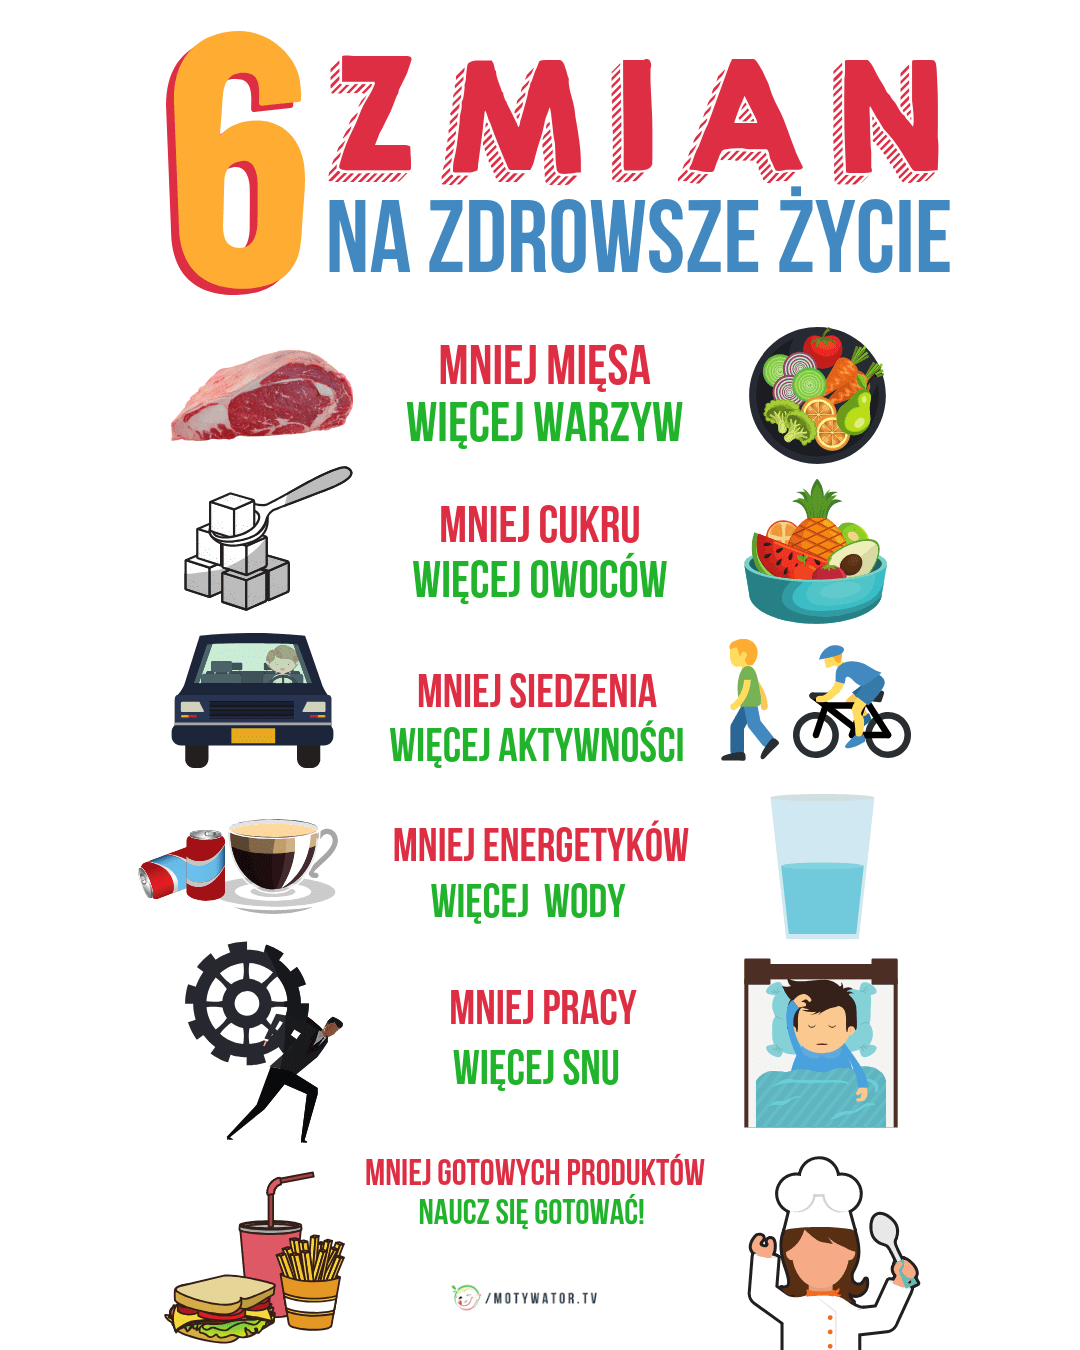 6 ZMIAN
NA ZDROWSZE ŻYCIE
MNIEJ MIĘSA
WIĘCEJ WARZYW
MNIEJ CUKRU
WIĘCEJ OWOCÓW
MNIEJ SIEDZENIA
WIĘCEJ AKTYWNOŚCI
MNIEJ ENERGETYKÓW
WIĘCEJ WODY
MNIEJ PRACY
WIĘCEJ SNU
MNIEJ GOTOWYCH PRODUKTÓW
NAUCZ SIĘ GOTOWAĆ!
/MOTYWATOR.TV